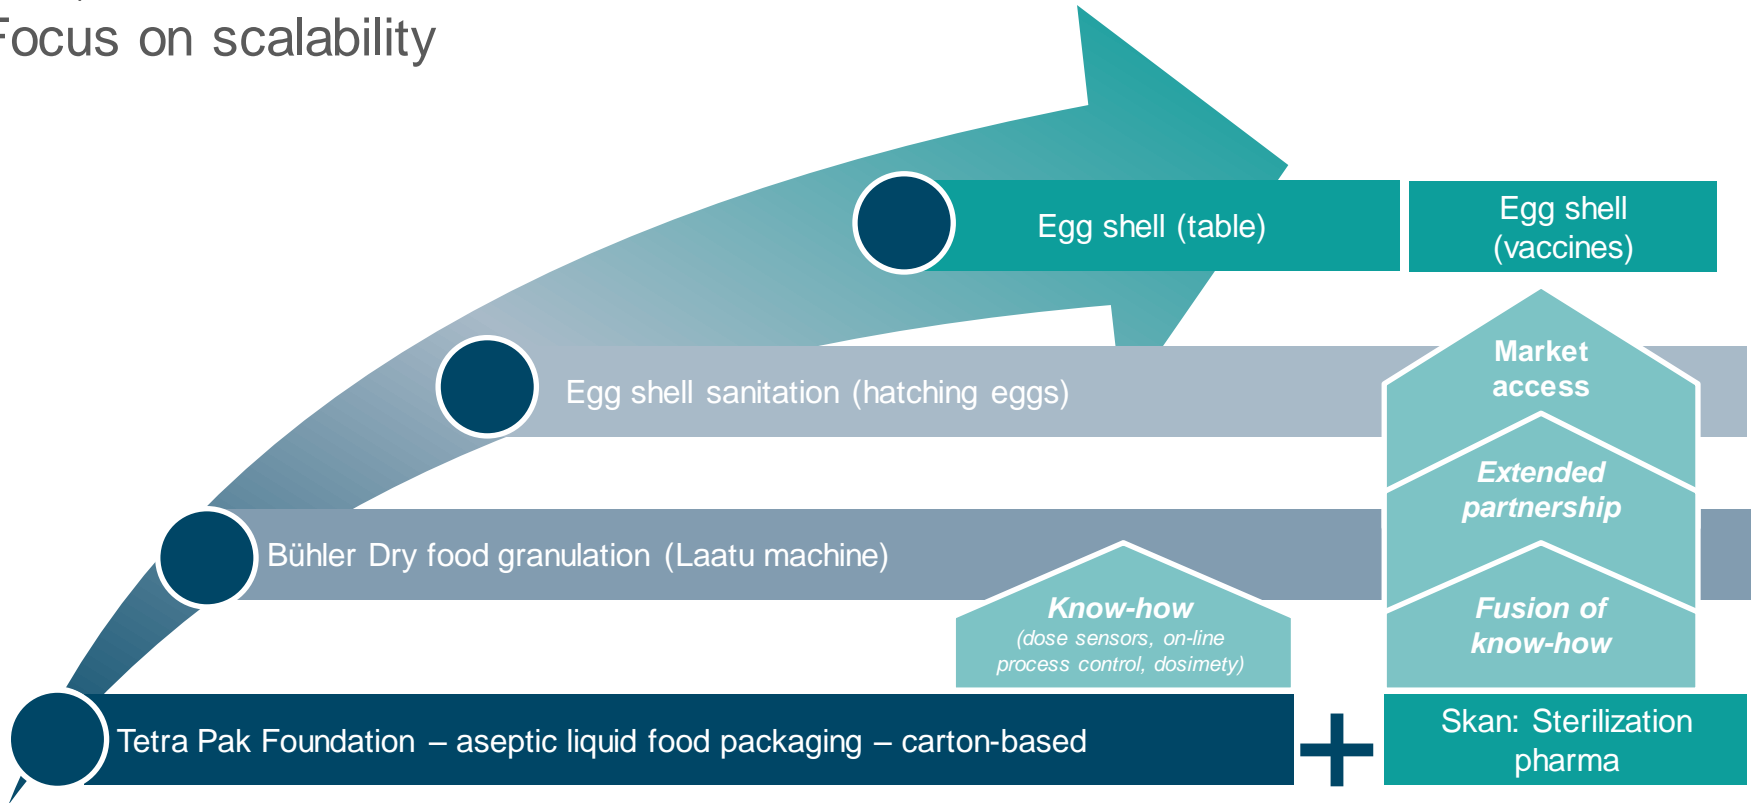 Focus on scalability
Egg shell (table)
Egg shell
(vaccines)
Market
access
Egg shell sanitation (hatching eggs)
Extended
partnership
Bühler Dry food granulation (Laatu machine)
Know-how
(dose sensors, on-line
process control, dosimety)
Fusion of
know-how
Tetra Pak Foundation – aseptic liquid food packaging – carton-based
+
Skan: Sterilization
pharma